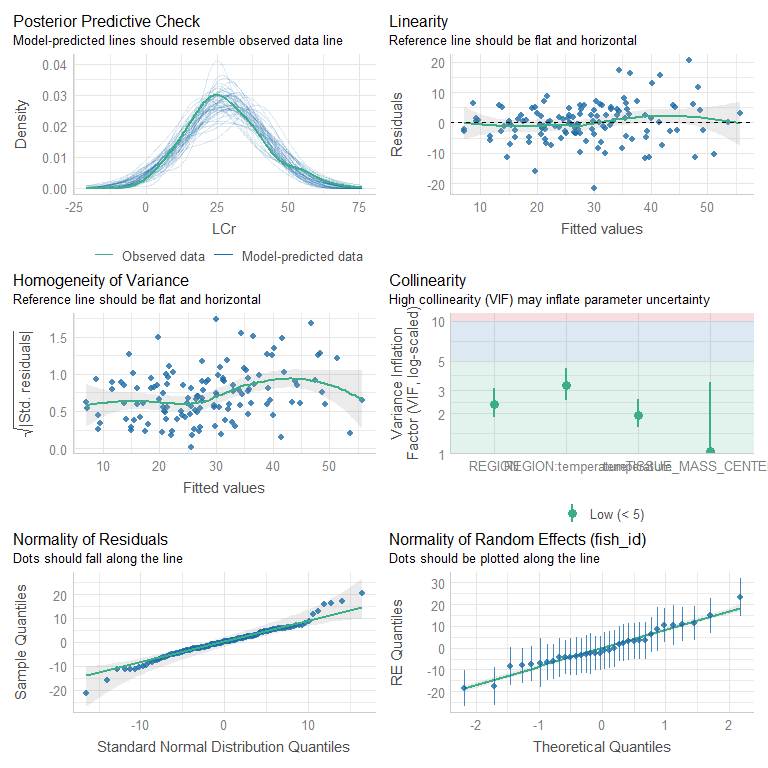 Posterior Predictive Check
Model-predicted lines should resemble observed data line
Density
0.04
0.03
0.02
0.01
0.00
-25
0
25
50
75
LCr
Observed data
Model-predicted data
Linearity
Reference line should be flat and horizontal
Residuals
20
10
0
-10
-20
10
20
30
40
50
Fitted values
Homogeneity of Variance
Reference line should be flat and horizontal
√|Std. residuals|
1.5
1.0
0.5
0.0
10
20
30
40
50
Fitted values
Collinearity
High collinearity (VIF) may inflate parameter uncertainty
Variance Inflation
Factor (VIF, log-scaled)
10
5
3
2
1
REGION
REGION:temperature
temperature
TISSUE_MASS_CENTE
Low (< 5)
Normality of Residuals
Dots should fall along the line
Sample Quantiles
20
10
0
-10
-20
-10
0
10
Standard Normal Distribution Quantiles
Normality of Random Effects (fish_id)
Dots should be plotted along the line
RE Quantiles
30
20
10
0
-10
-20
-2
-1
0
1
2
Theoretical Quantiles